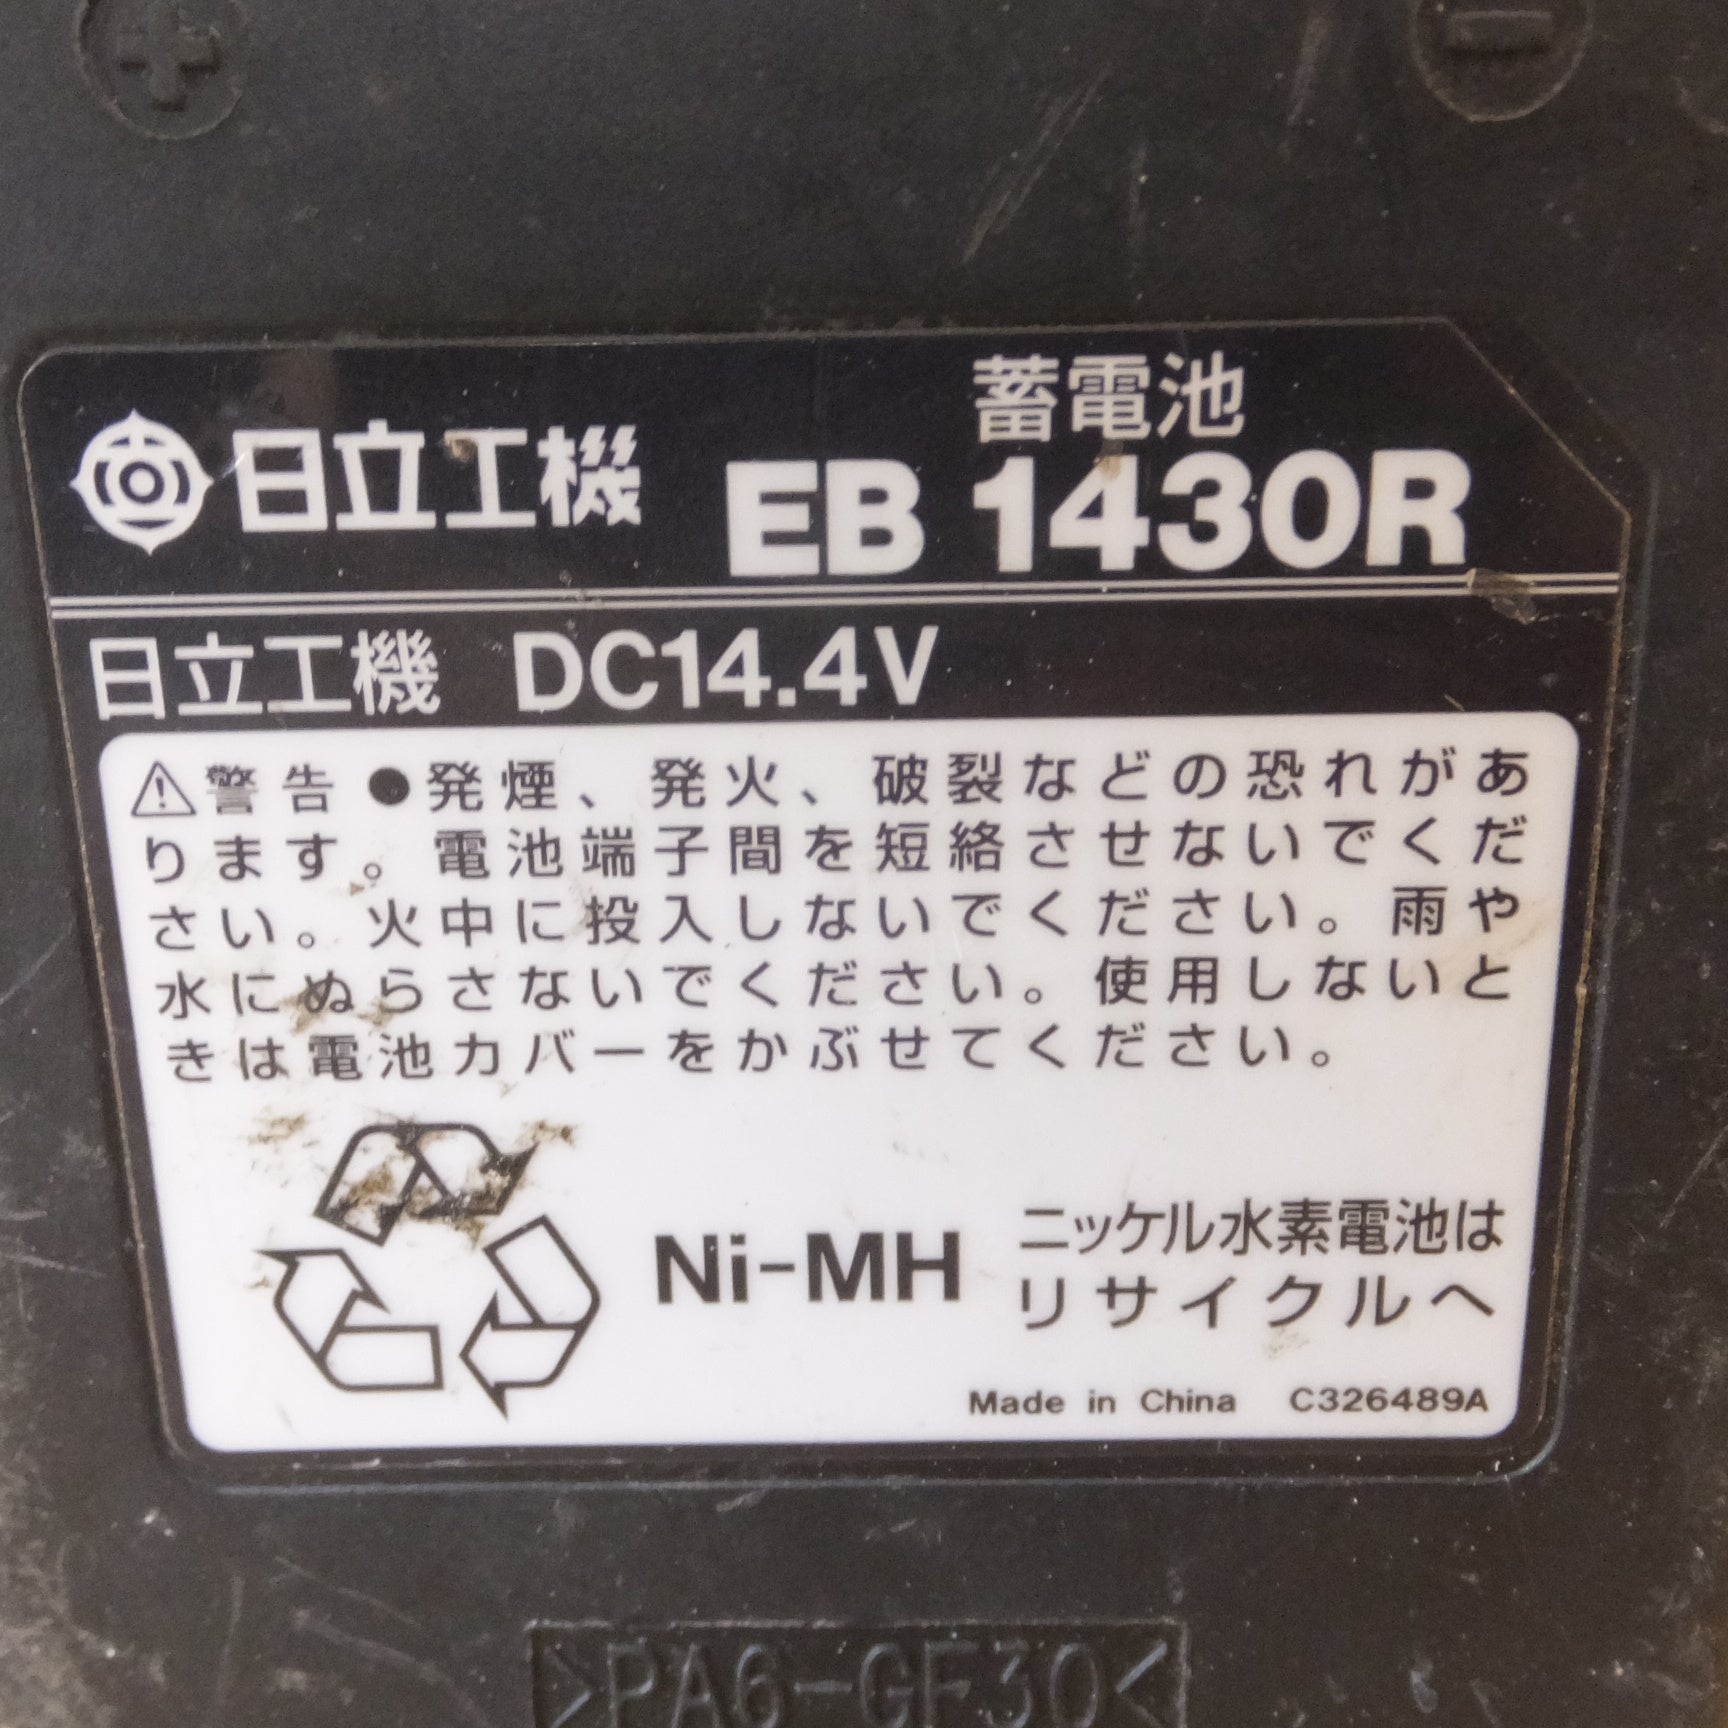 蓄電池
日立工機 EB 1430R
日立工機 DC14.4V
⚠警告 ●発煙、発火、破裂などの恐れがあ
ります。電池端子間を短絡させないでくだ
さい。火中に投入しないでください。雨や
水にぬらさないでください。使用しないと
きは電池カバーをかぶせてください。
Ni-MH
ニッケル水素電池は
リサイクルへ
Made in China C326489A
>PA6-GF30<